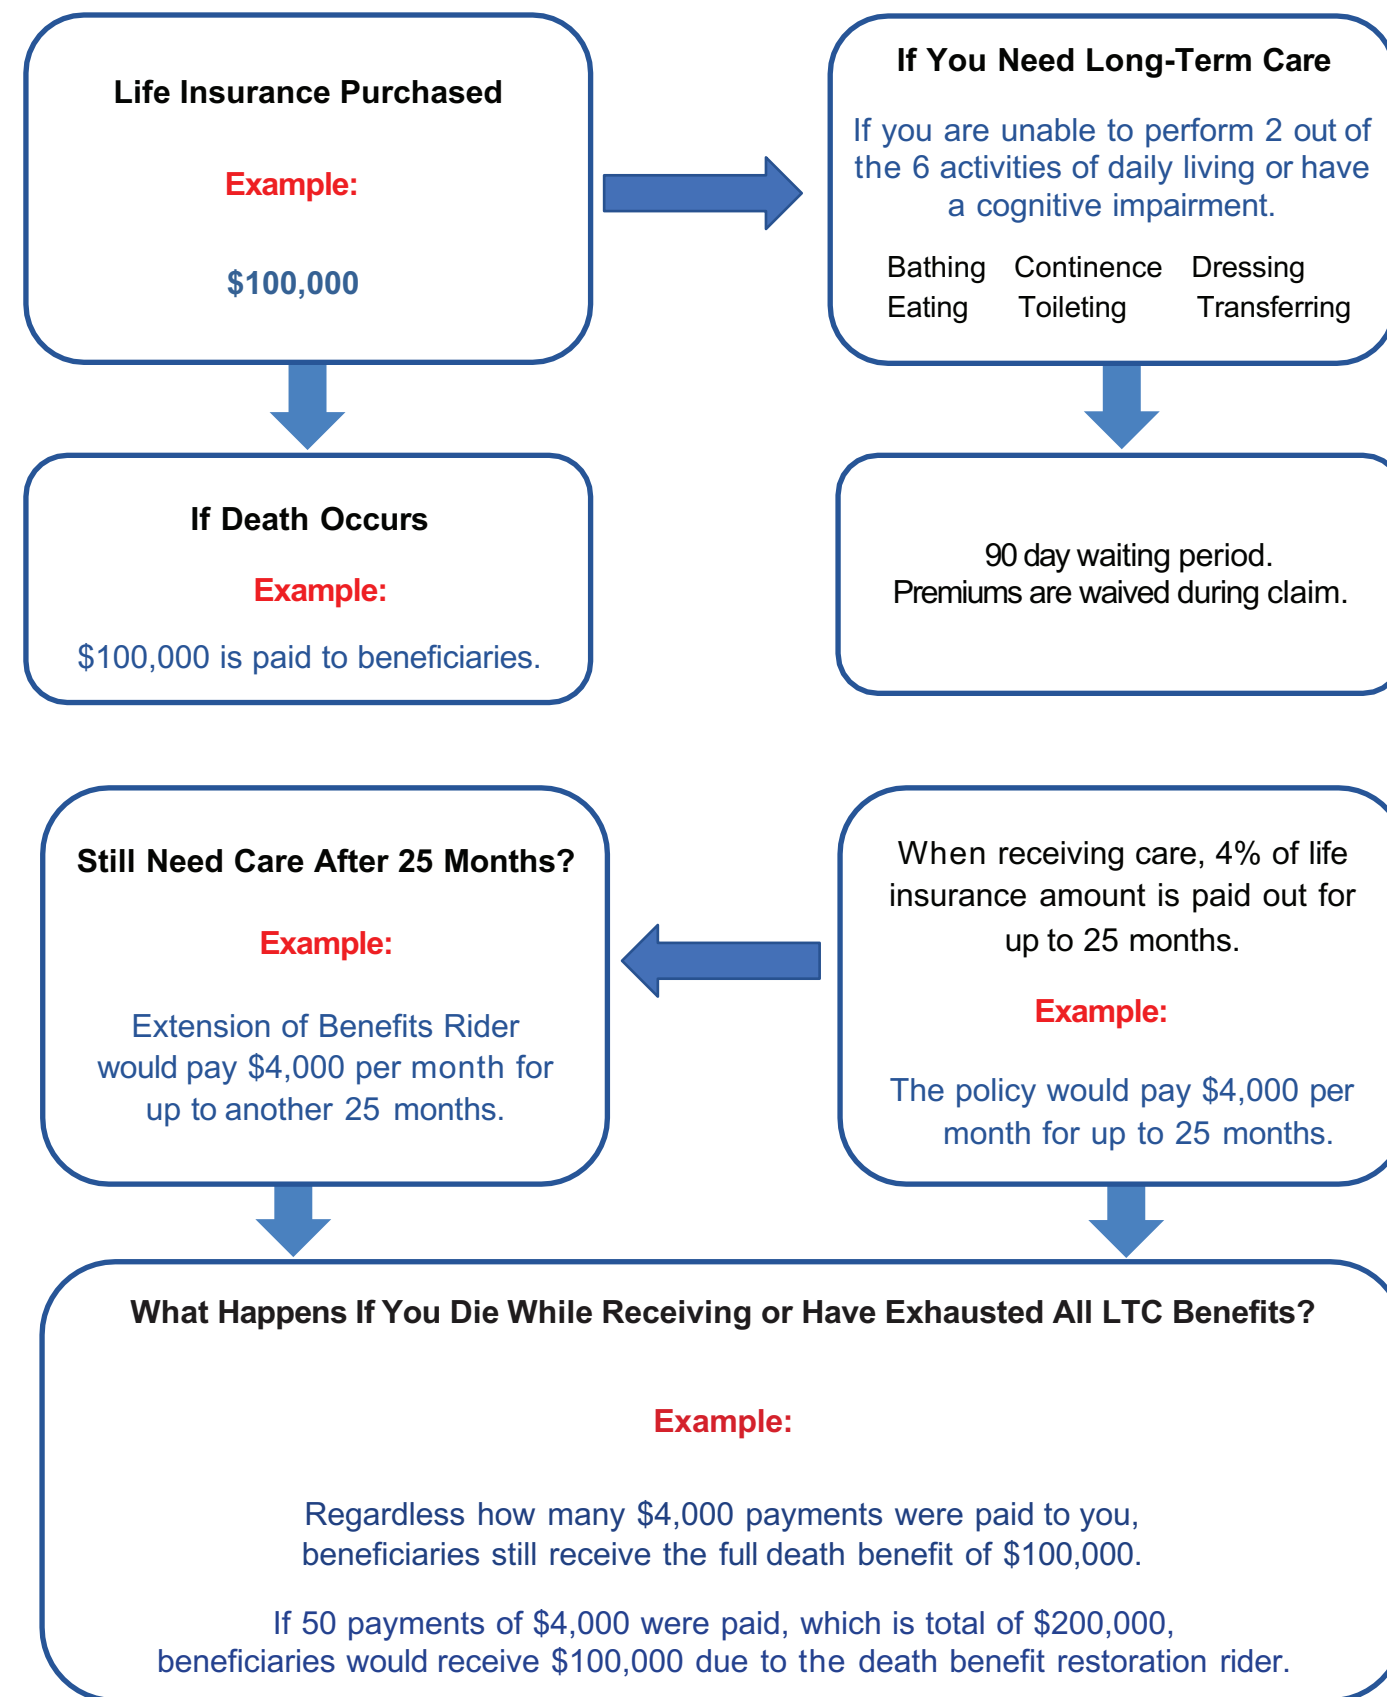 Life Insurance Purchased
Example:
$100,000
If You Need Long-Term Care
If you are unable to perform 2 out of
the 6 activities of daily living or have
a cognitive impairment.
Bathing Continence Dressing
Eating Toileting Transferring
If Death Occurs
Example:
$100,000 is paid to beneficiaries.
90 day waiting period.
Premiums are waived during claim.
When receiving care, 4% of life
insurance amount is paid out for
up to 25 months.
Example:
The policy would pay $4,000 per
month for up to 25 months.
Still Need Care After 25 Months?
Example:
Extension of Benefits Rider
would pay $4,000 per month for
up to another 25 months.
What Happens If You Die While Receiving or Have Exhausted All LTC Benefits?
Example:
Regardless how many $4,000 payments were paid to you,
beneficiaries still receive the full death benefit of $100,000.
If 50 payments of $4,000 were paid, which is total of $200,000,
beneficiaries would receive $100,000 due to the death benefit restoration rider.